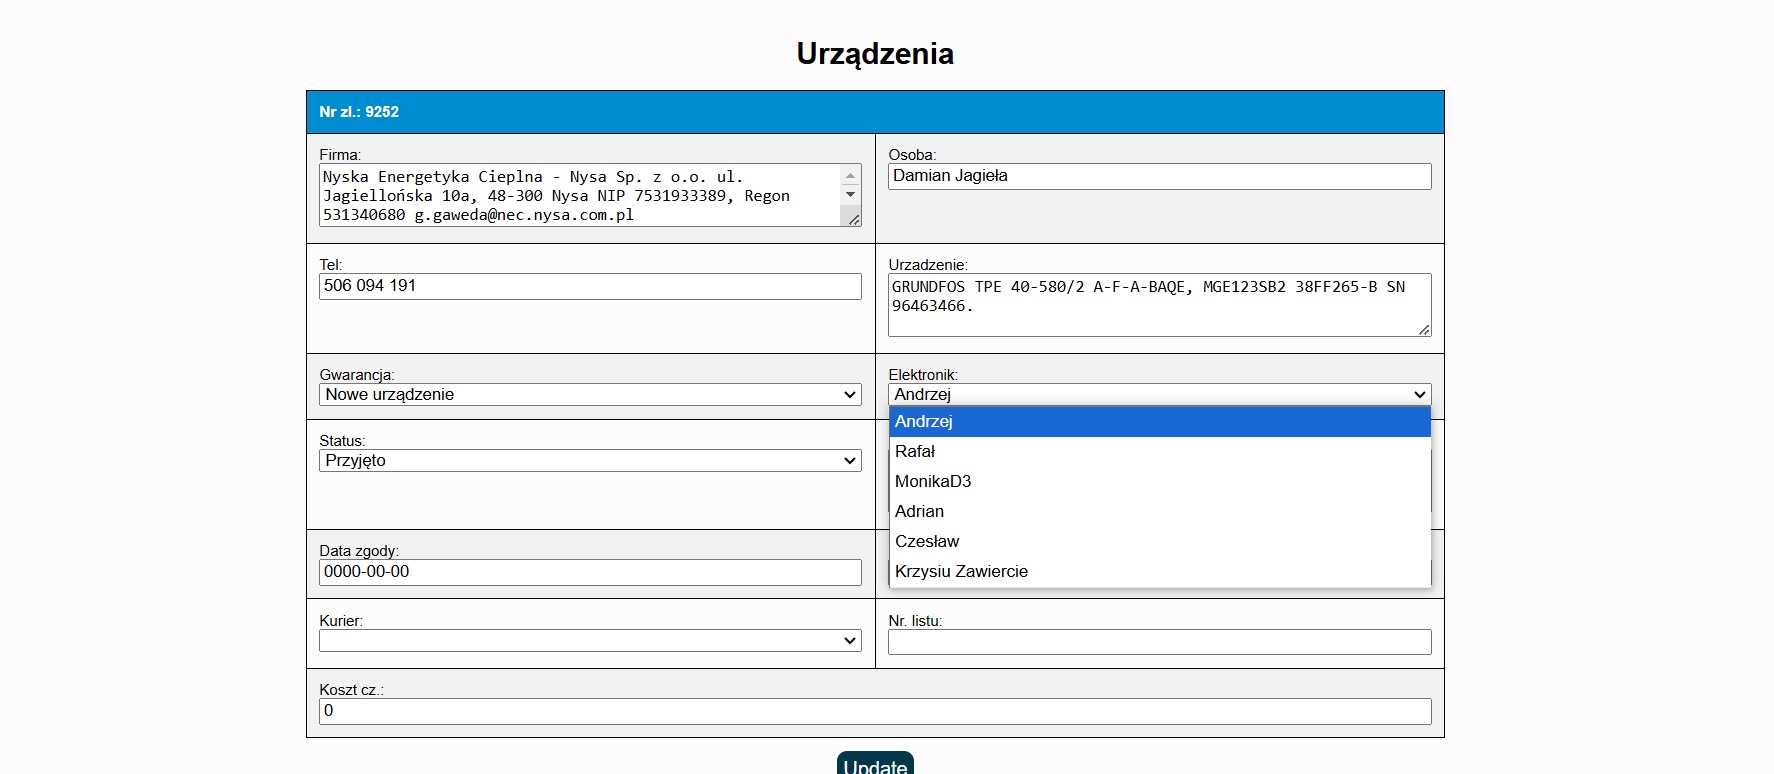 Urządzenia
Nr zl.: 9252
Firma:
Nyska Energetyka Cieplna - Nysa Sp. z o.o. ul.
Jagiellońska 10a, 48-300 Nysa NIP 7531933389, Regon
531340680 g.gaweda@nec.nysa.com.pl
Osoba:
Damian Jagieła
Tel:
506 094 191
Urzadzenie:
GRUNDFOS TPE 40-580/2 A-F-A-BAQE, MGE123SB2 38FF265-B SN
96463466.
Gwarancja:
Nowe urządzenie
Elektronik:
Andrzej
Andrzej
Rafał
MonikaD3
Adrian
Czesław
Krzysiu Zawiercie
Status:
Przyjęto
Data zgody:
0000-00-00
Kurier:
Nr. listu:
Koszt cz.:
0
Update